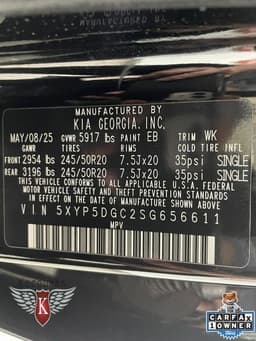 MANUFACTURED BY
KIA GEORGIA, INC.
MAY/08/25 GVWR 5917 lbs PAINT EB TRIM WK
GAWR TIRES RIMS COLD TIRE INFL
FRONT 2954 lbs 245/50R20 7.5Jx20 35psi SINGLE
REAR 3196 lbs 245/50R20 7.5Jx20 35psi SINGLE
THIS VEHICLE CONFORMS TO ALL APPLICABLE U.S. FEDERAL
MOTOR VEHICLE SAFETY, BUMPER, AND THEFT PREVENTION
STANDARDS IN EFFECT ON THE DATE OF MANUFACTURE SHOWN ABOVE.
VIN 5XYP5DGC2SG656611
MPV
K
CARFAX
1 OWNER